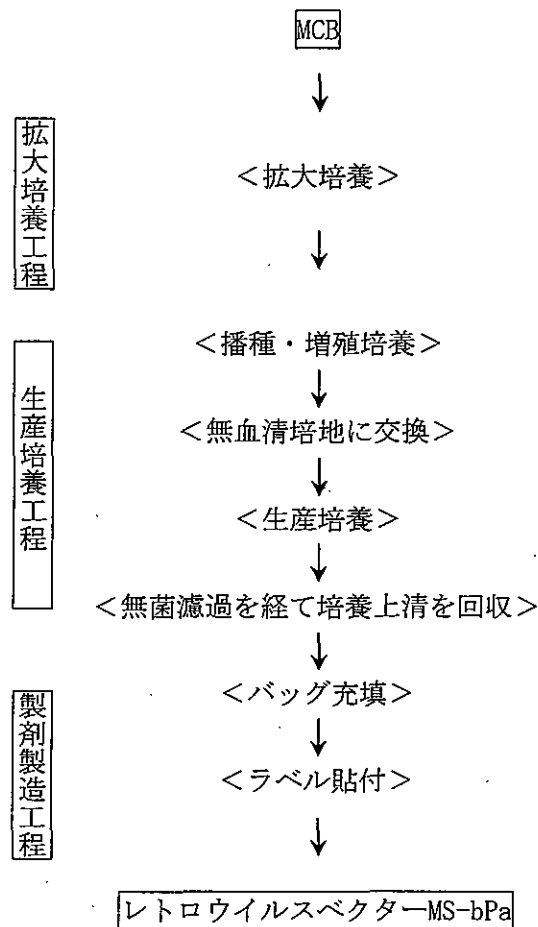 MCB
↓
拡大培養工程
＜拡大培養＞
↓
生産培養工程
＜播種・増殖培養＞
↓
＜無血清培地に交換＞
↓
＜生産培養＞
↓
＜無菌濾過を経て培養上清を回収＞
↓
製剤製造工程
＜バッグ充填＞
↓
＜ラベル貼付＞
↓
レトロウイルスベクターMS-bPa